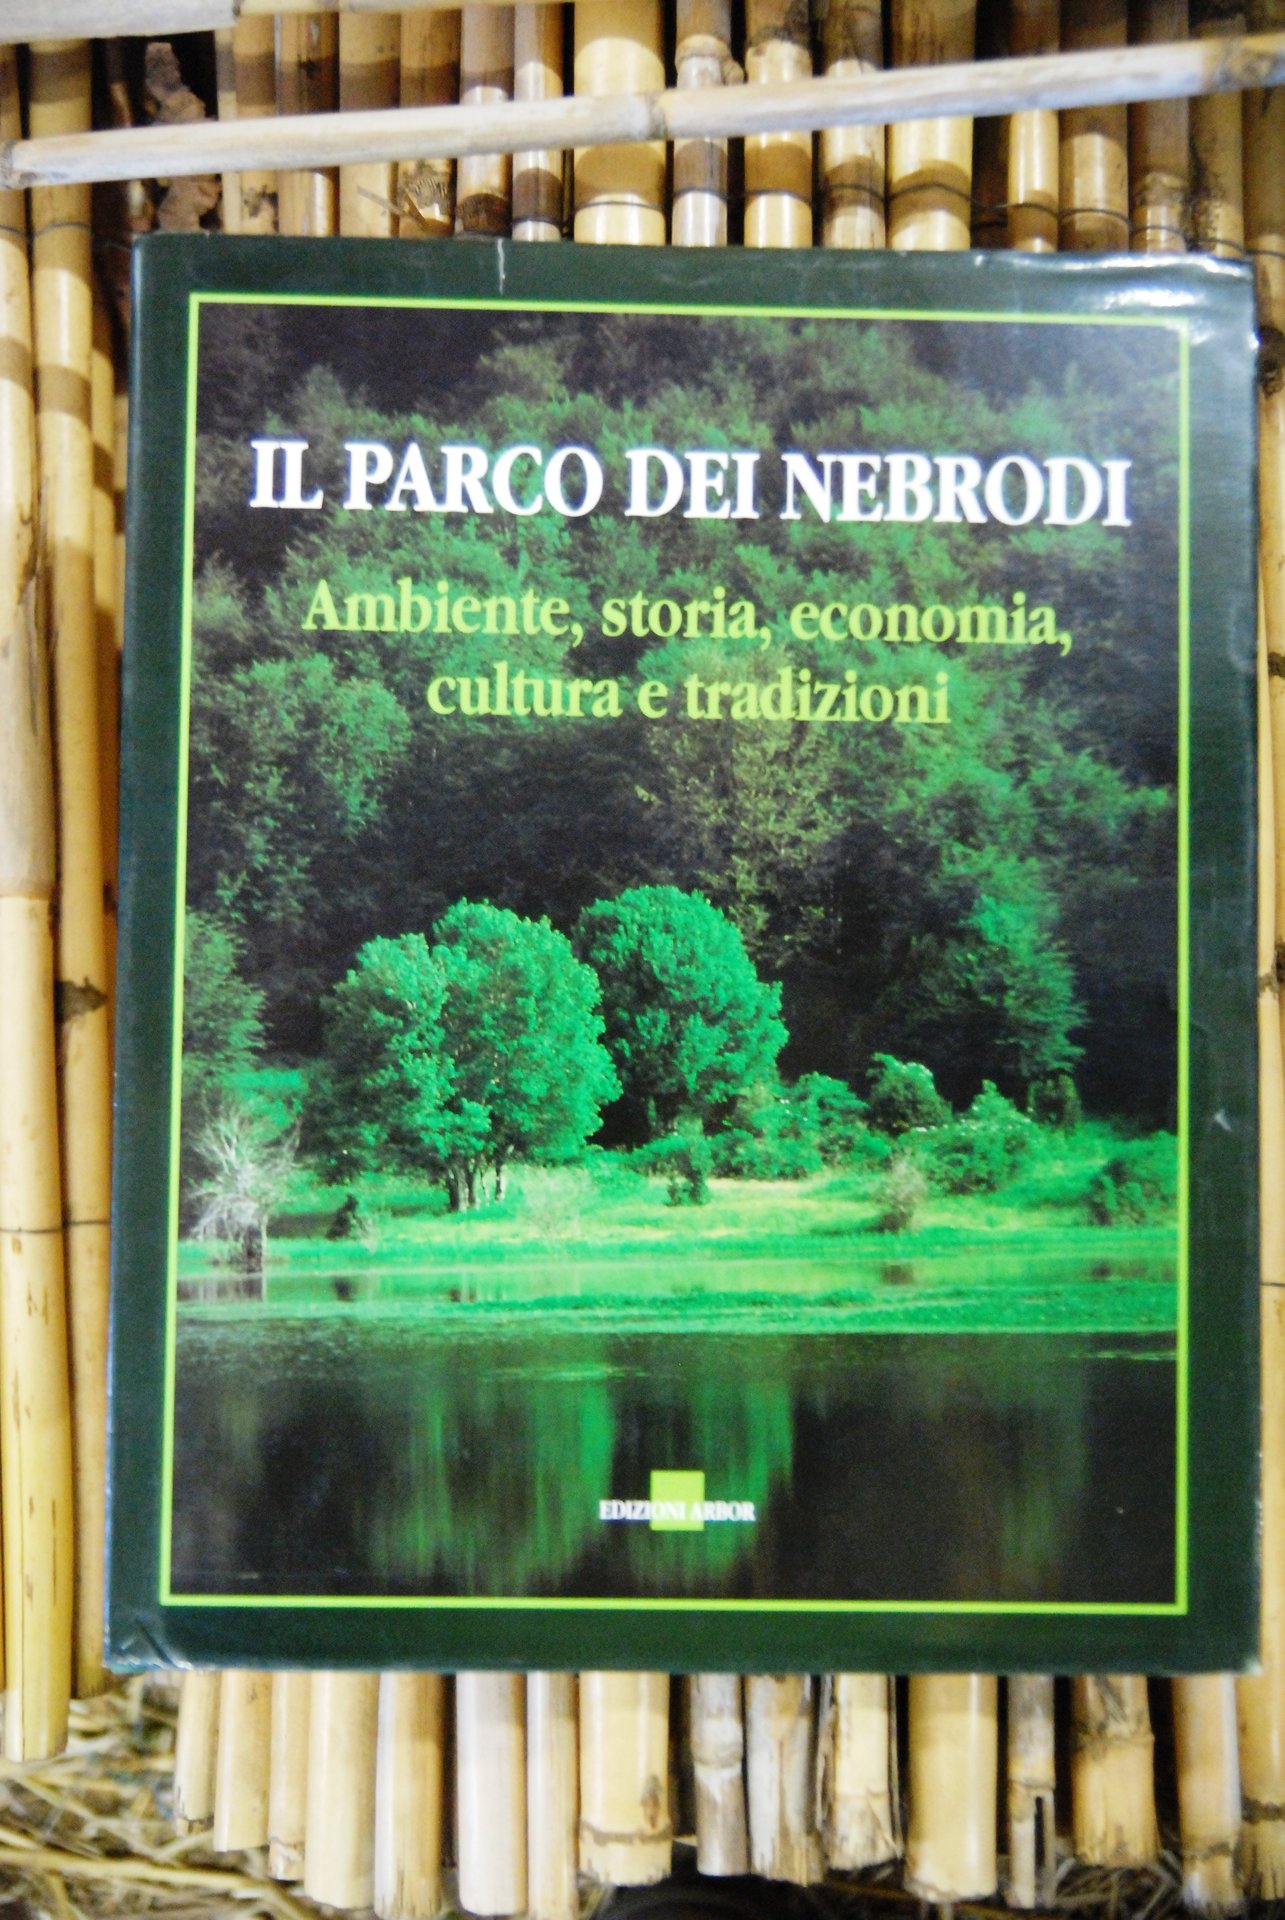 IL PARCO DEI NEBRODI
Ambiente, storia, economia,
cultura e tradizioni
EDIZIONI ARBOR